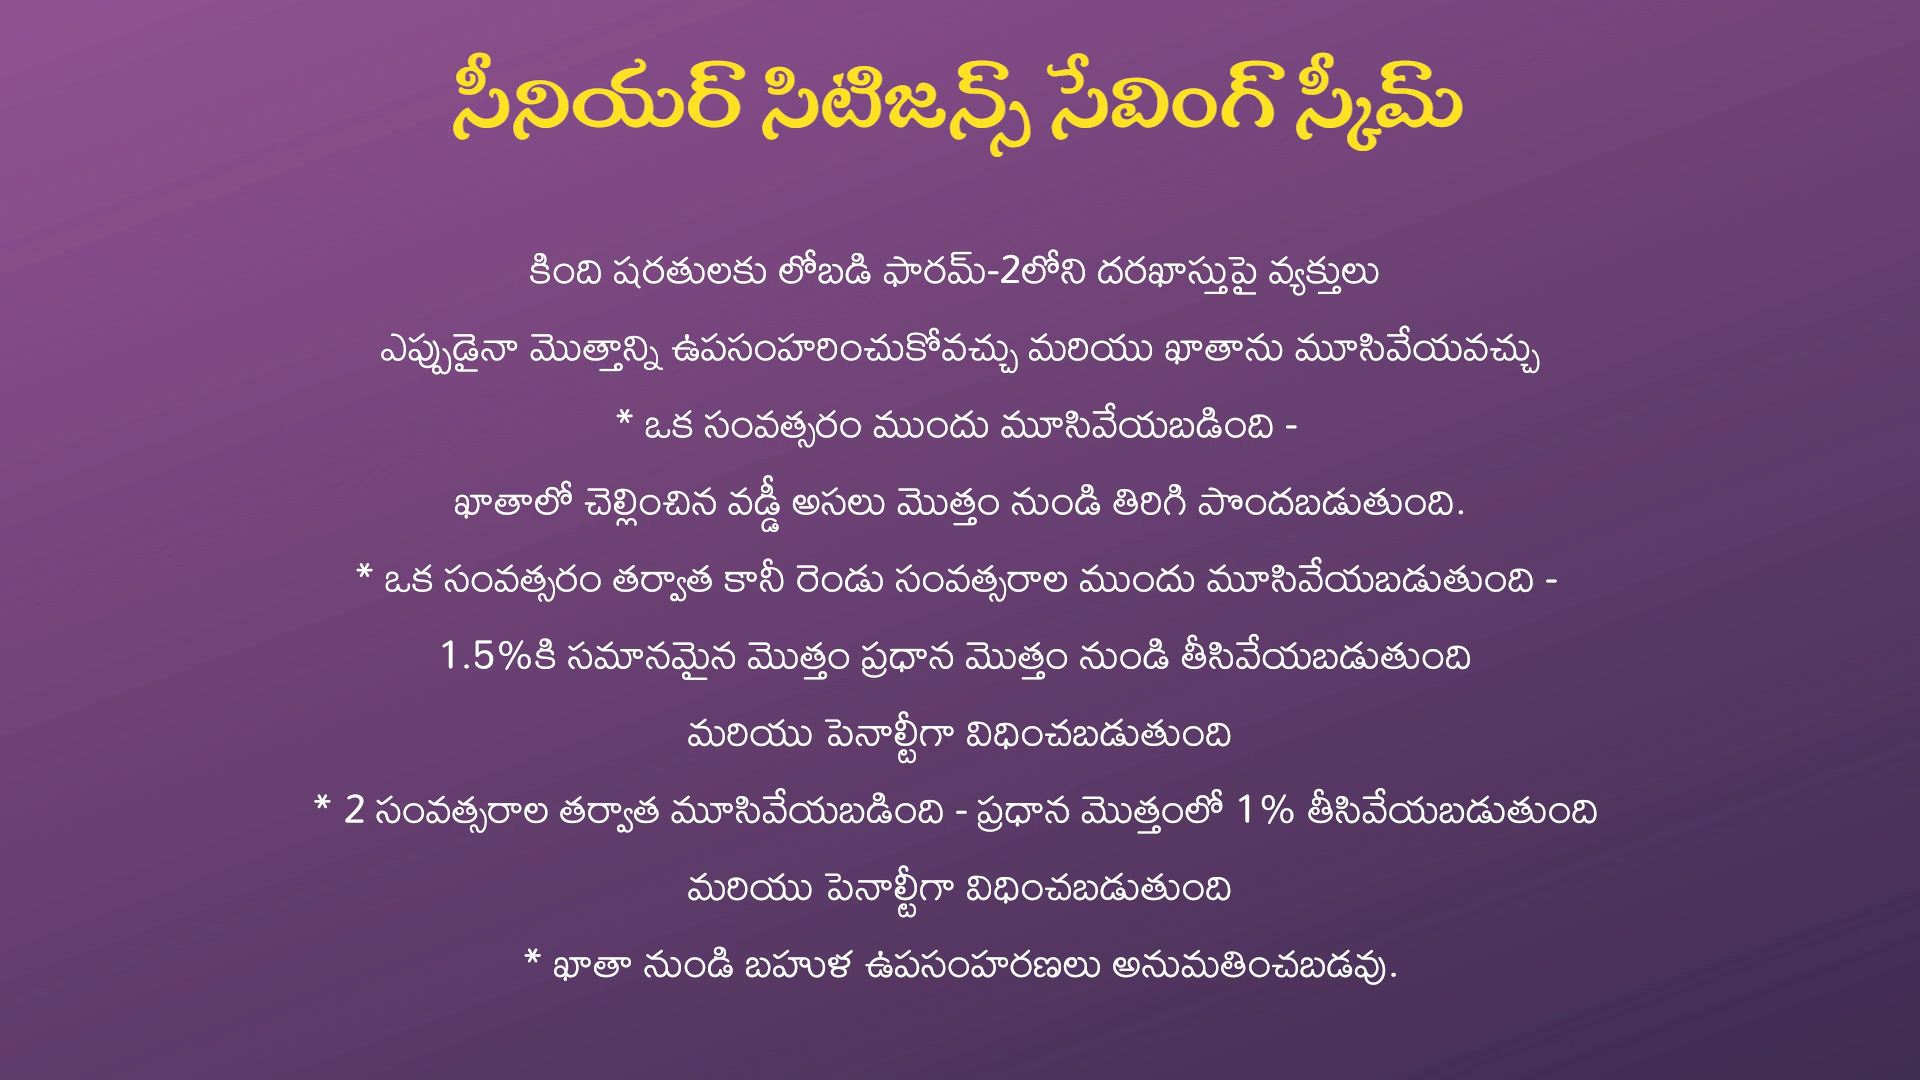 సీనియర్ సిటిజన్స్ సేవింగ్ స్కీమ్
కింది షరతులకు లోబడి ఫారమ్-2లోని దరఖాస్తుపై వ్యక్తులు
ఎప్పుడైనా మొత్తాన్ని ఉపసంహరించుకోవచ్చు మరియు ఖాతాను మూసివేయవచ్చు
* ఒక సంవత్సరం ముందు మూసివేయబడింది -
ఖాతాలో చెల్లించిన వడ్డీ అసలు మొత్తం నుండి తిరిగి పొందబడుతుంది.
* ఒక సంవత్సరం తర్వాత కానీ రెండు సంవత్సరాల ముందు మూసివేయబడుతుంది -
1.5%కి సమానమైన మొత్తం ప్రధాన మొత్తం నుండి తీసివేయబడుతుంది
మరియు పెనాల్టీగా విధించబడుతుంది
* 2 సంవత్సరాల తర్వాత మూసివేయబడింది - ప్రధాన మొత్తంలో 1% తీసివేయబడుతుంది
మరియు పెనాల్టీగా విధించబడుతుంది
* ఖాతా నుండి బహుళ ఉపసంహరణలు అనుమతించబడవు.